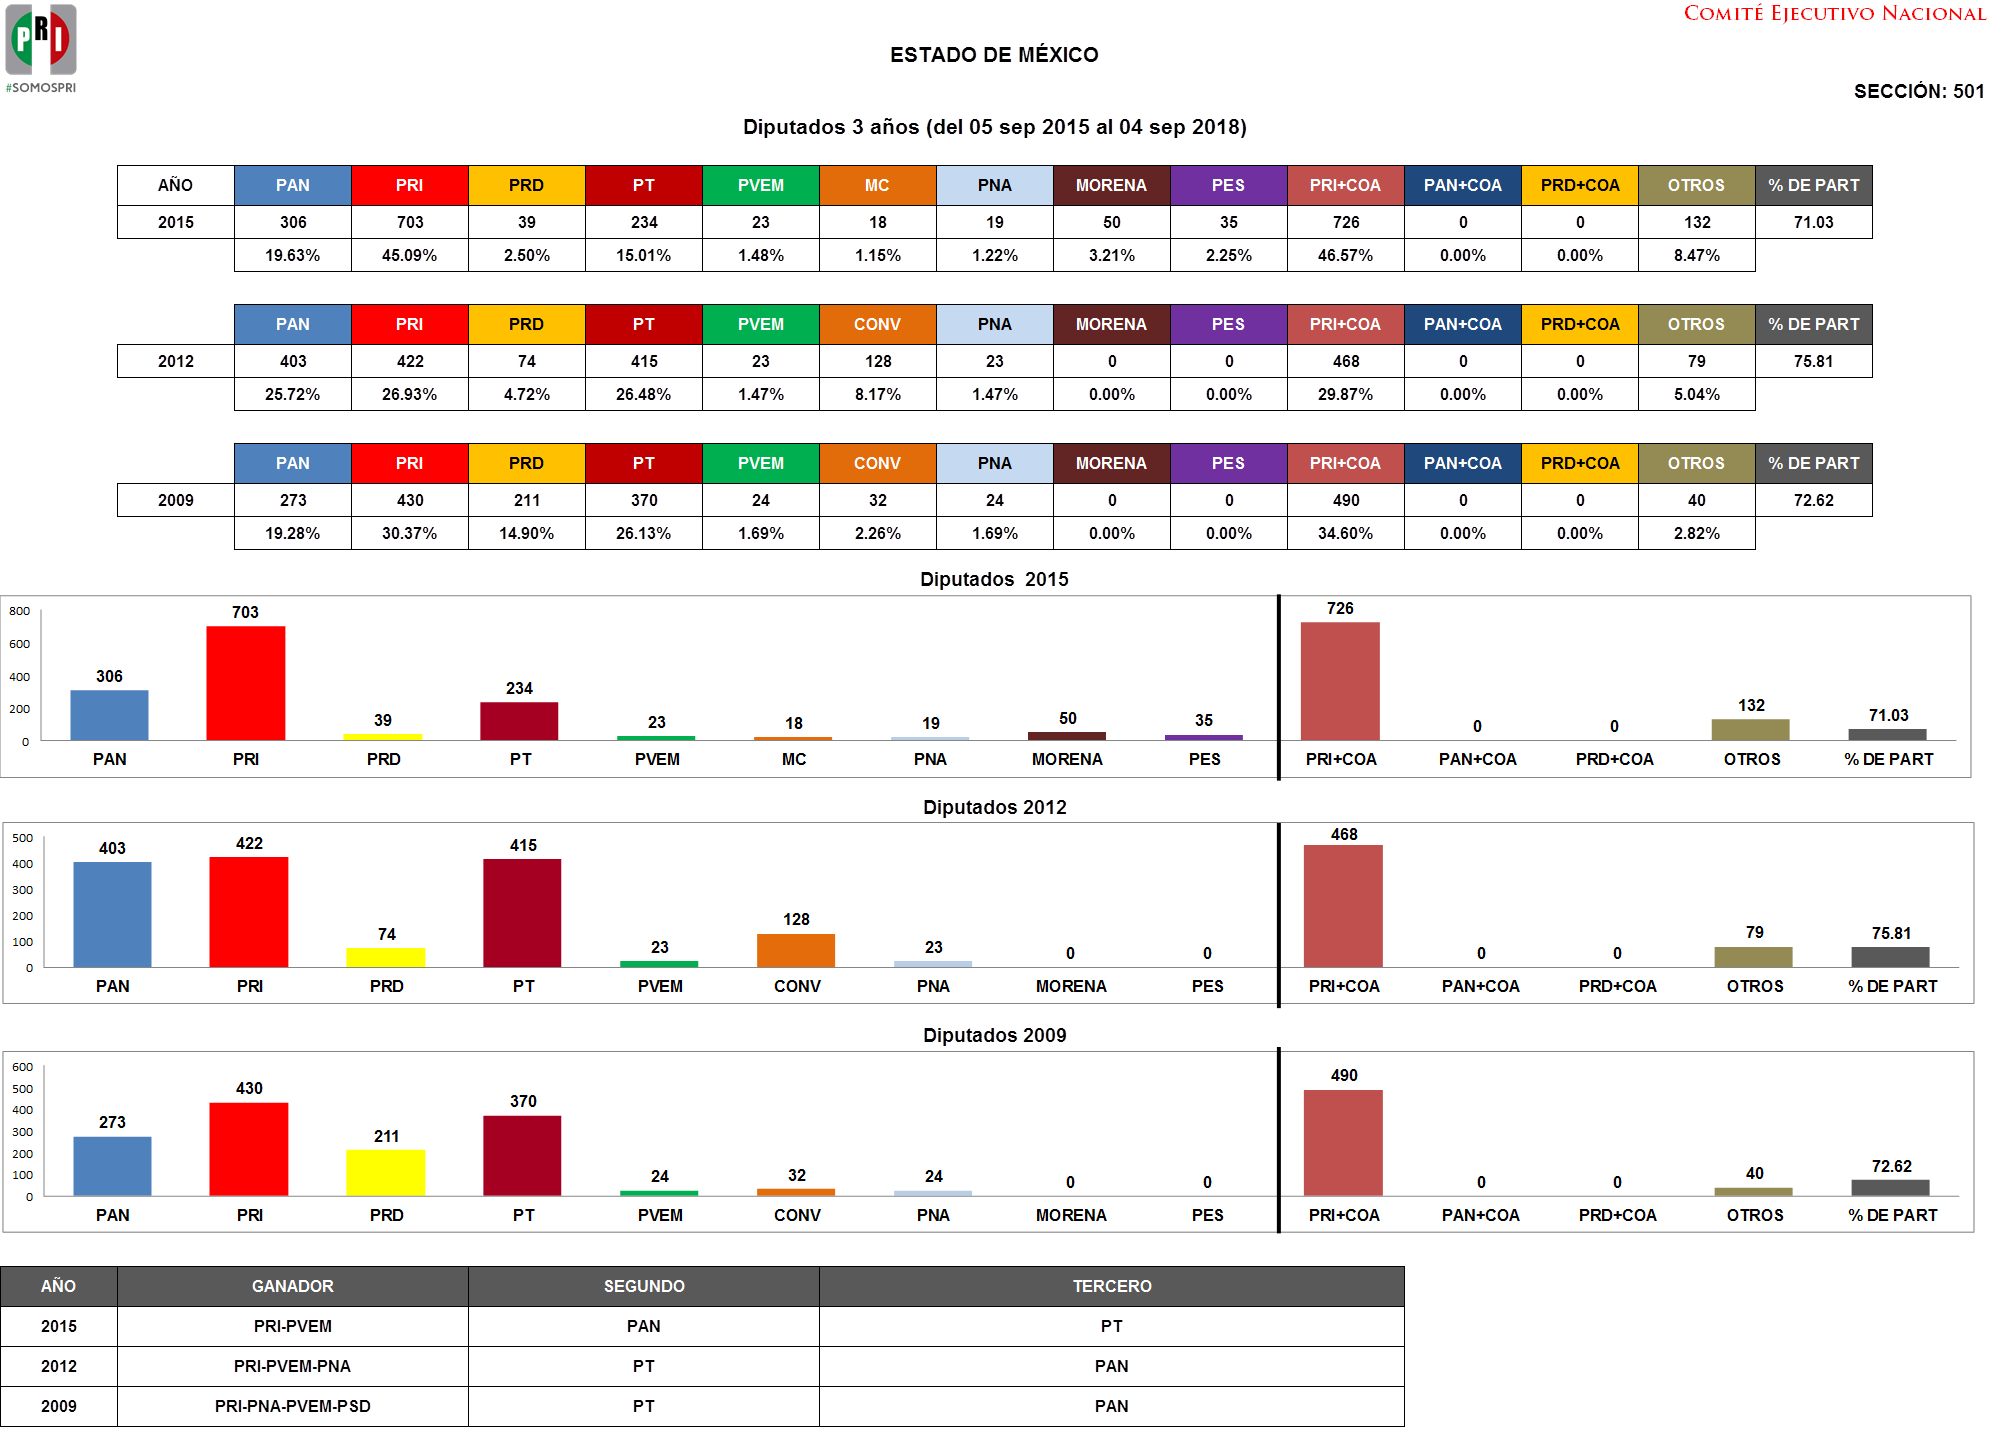 PRI
#SOMOSPRI
COMITÉ EJECUTIVO NACIONAL
ESTADO DE MÉXICO
SECCIÓN: 501
Diputados 3 años (del 05 sep 2015 al 04 sep 2018)
AÑO PAN PRI PRD PT PVEM MC PNA MORENA PES PRI+COA PAN+COA PRD+COA OTROS % DE PART
2015 306 703 39 234 23 18 19 50 35 726 0 0 132 71.03
19.63% 45.09% 2.50% 15.01% 1.48% 1.15% 1.22% 3.21% 2.25% 46.57% 0.00% 0.00% 8.47%
PAN PRI PRD PT PVEM CONV PNA MORENA PES PRI+COA PAN+COA PRD+COA OTROS % DE PART
2012 403 422 74 415 23 128 23 0 0 468 0 0 79 75.81
25.72% 26.93% 4.72% 26.48% 1.47% 8.17% 1.47% 0.00% 0.00% 29.87% 0.00% 0.00% 5.04%
PAN PRI PRD PT PVEM CONV PNA MORENA PES PRI+COA PAN+COA PRD+COA OTROS % DE PART
2009 273 430 211 370 24 32 24 0 0 490 0 0 40 72.62
19.28% 30.37% 14.90% 26.13% 1.69% 2.26% 1.69% 0.00% 0.00% 34.60% 0.00% 0.00% 2.82%
Diputados 2015
800
600
400
200
0
306 703 39 234 23 18 19 50 35 726 0 0 132 71.03
PAN PRI PRD PT PVEM MC PNA MORENA PES PRI+COA PAN+COA PRD+COA OTROS % DE PART
Diputados 2012
500
400
300
200
100
0
403 422 74 415 23 128 23 0 0 468 0 0 79 75.81
PAN PRI PRD PT PVEM CONV PNA MORENA PES PRI+COA PAN+COA PRD+COA OTROS % DE PART
Diputados 2009
600
500
400
300
200
100
0
273 430 211 370 24 32 24 0 0 490 0 0 40 72.62
PAN PRI PRD PT PVEM CONV PNA MORENA PES PRI+COA PAN+COA PRD+COA OTROS % DE PART
AÑO GANADOR SEGUNDO TERCERO
2015 PRI-PVEM PAN PT
2012 PRI-PVEM-PNA PT PAN
2009 PRI-PNA-PVEM-PSD PT PAN